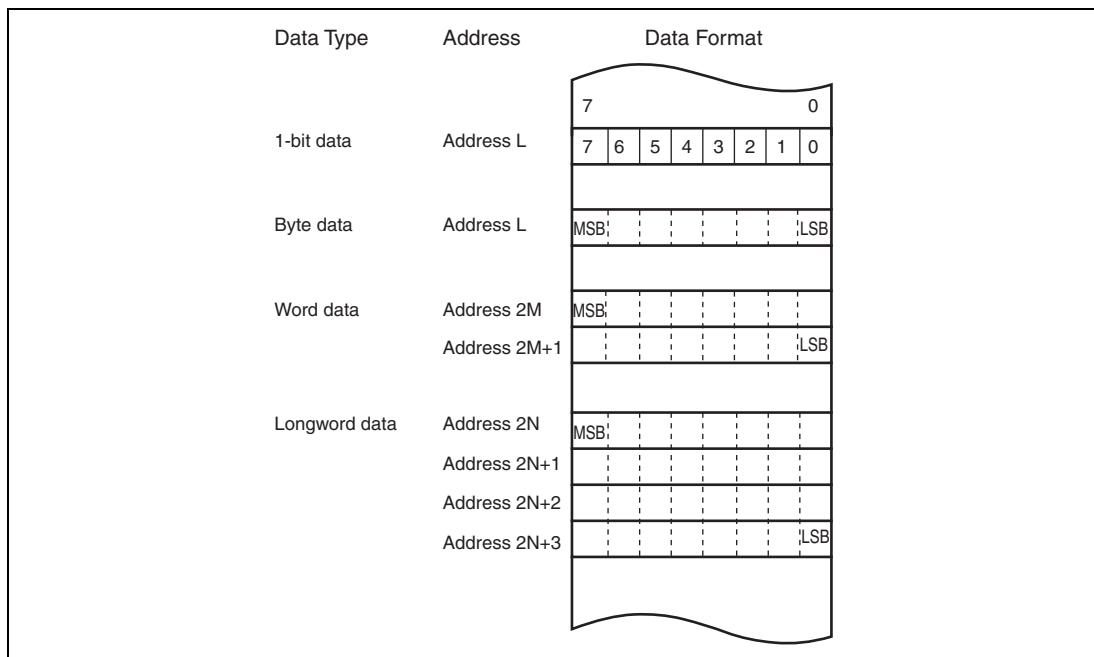 Data Type Address Data Format
7 0
1-bit data Address L 7 6 5 4 3 2 1 0
Byte data Address L MSB LSB
Word data Address 2M MSB
Address 2M+1 LSB
Longword data Address 2N MSB
Address 2N+1
Address 2N+2
Address 2N+3 LSB